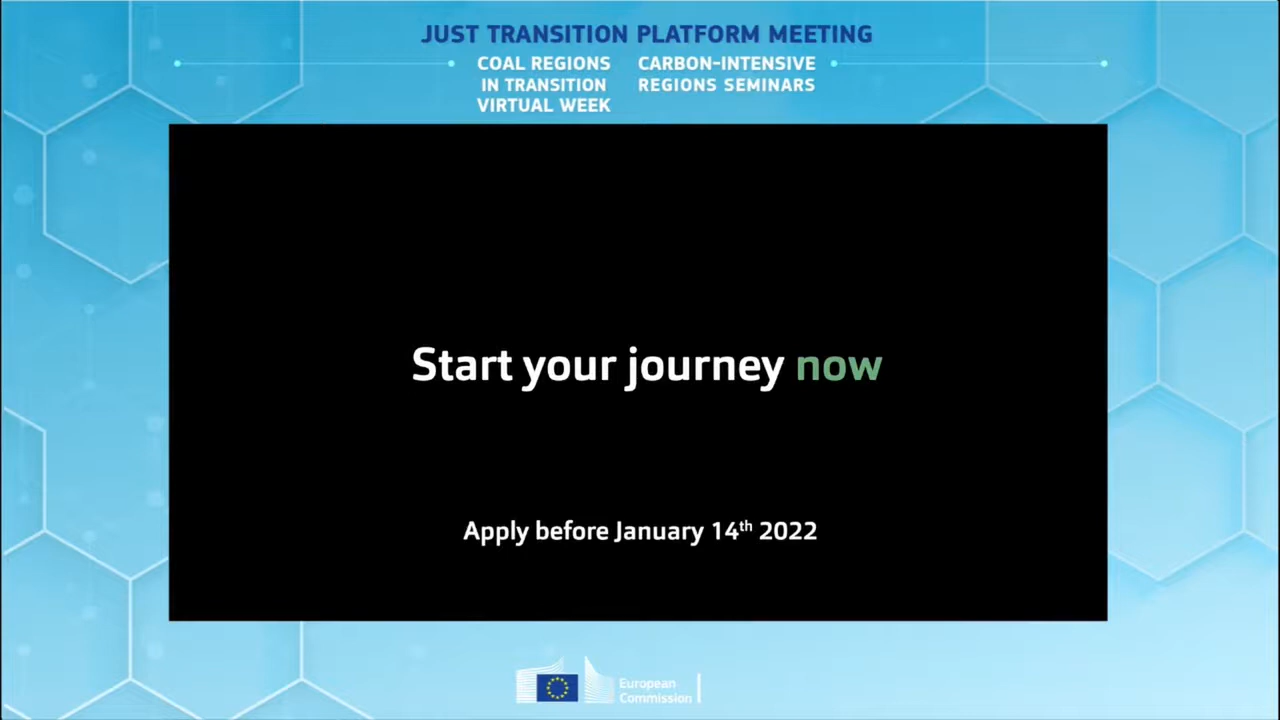 JUST TRANSITION PLATFORM MEETING
COAL REGIONS
IN TRANSITION
VIRTUAL WEEK
CARBON-INTENSIVE
REGIONS SEMINARS
Start your journey now
Apply before January 14th 2022
European
Commission